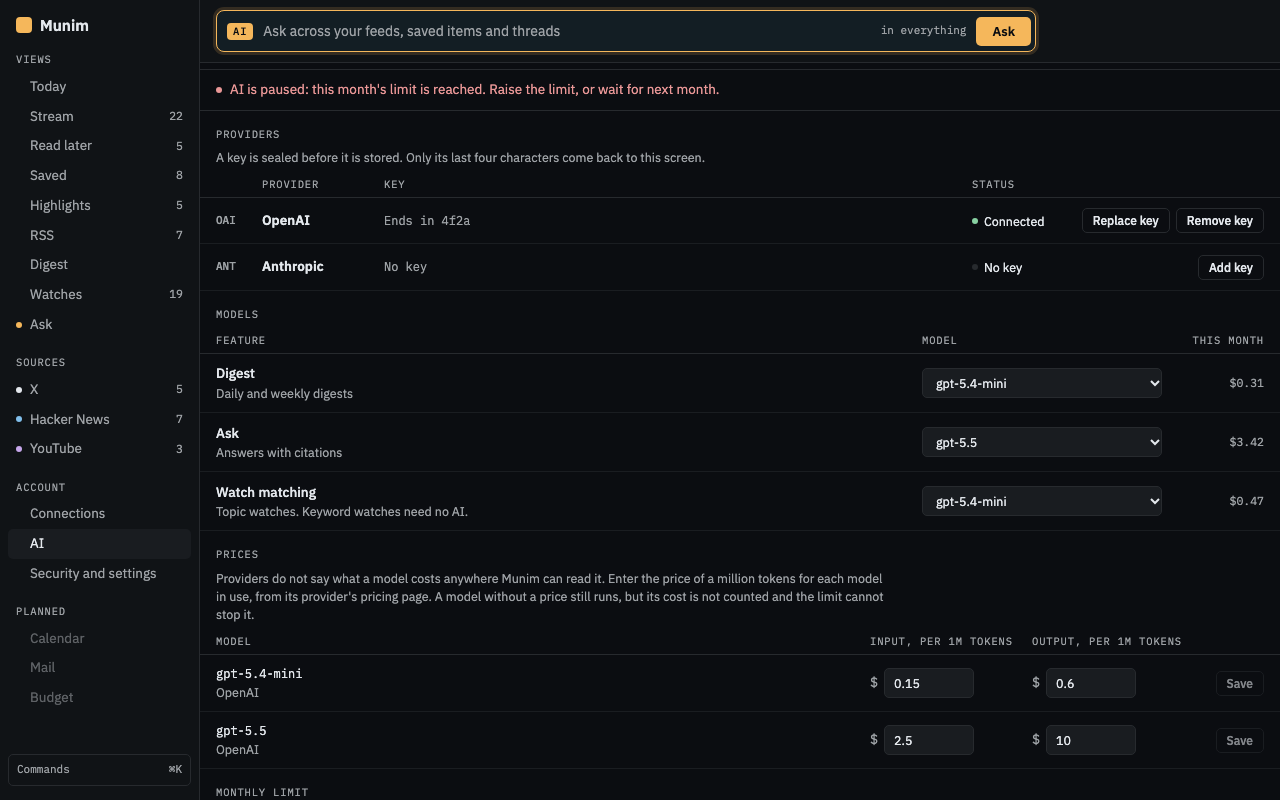 Munim
VIEWS
Today
Stream 22
Read later 5
Saved 8
Highlights 5
RSS 7
Digest
Watches 19
Ask
SOURCES
X 5
Hacker News 7
YouTube 3
ACCOUNT
Connections
AI
Security and settings
PLANNED
Calendar
Mail
Budget
Commands ⌘K
AI Ask across your feeds, saved items and threads in everything Ask
AI is paused: this month's limit is reached. Raise the limit, or wait for next month.
PROVIDERS
A key is sealed before it is stored. Only its last four characters come back to this screen.
PROVIDER KEY STATUS
OAI OpenAI Ends in 4f2a Connected Replace key Remove key
ANT Anthropic No key No key Add key
MODELS
FEATURE MODEL THIS MONTH
Digest
Daily and weekly digests
gpt-5.4-mini $0.31
Ask
Answers with citations
gpt-5.5 $3.42
Watch matching
Topic watches. Keyword watches need no AI.
gpt-5.4-mini $0.47
PRICES
Providers do not say what a model costs anywhere Munim can read it. Enter the price of a million tokens for each model
in use, from its provider's pricing page. A model without a price still runs, but its cost is not counted and the limit cannot
stop it.
MODEL INPUT, PER 1M TOKENS OUTPUT, PER 1M TOKENS
gpt-5.4-mini
OpenAI
$ 0.15 $ 0.6 Save
gpt-5.5
OpenAI
$ 2.5 $ 10 Save
MONTHLY LIMIT